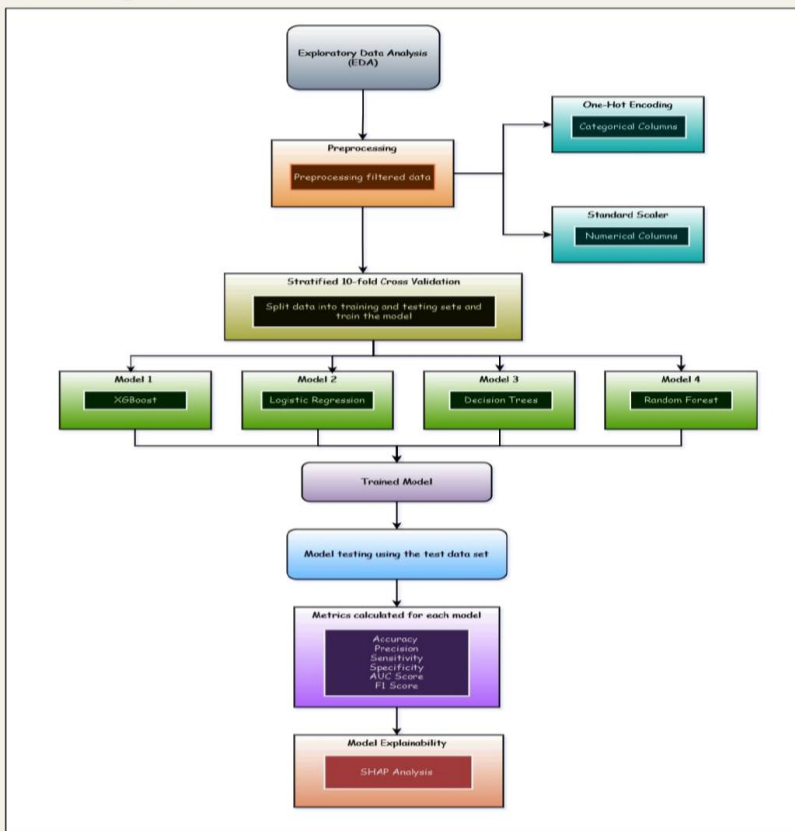 Exploratory Data Analysis
(EDA)
One-Hot Encoding
Categorical Columns
Preprocessing
Preprocessing filtered data
Standard Scaler
Numerical Columns
Stratified 10-fold Cross Validation
Split data into training and testing sets and
train the model
Model 1
XGBoost
Model 2
Logistic Regression
Model 3
Decision Trees
Model 4
Random Forest
Trained Model
Model testing using the test data set
Metrics calculated for each model
Accuracy
Precision
Sensitivity
Specificity
AUC Score
F1 Score
Model Explainability
SHAP Analysis